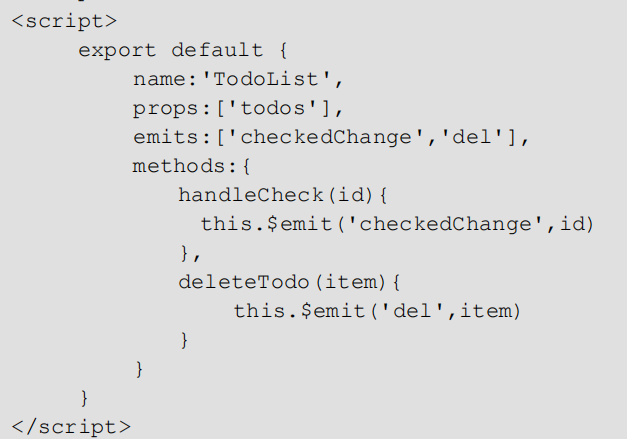 <script>
export default {
name:'TodoList',
props:['todos'],
emits:['checkedChange','del'],
methods:{
handleCheck(id){
this.$emit('checkedChange',id)
},
deleteTodo(item){
this.$emit('del',item)
}
}
}
</script>